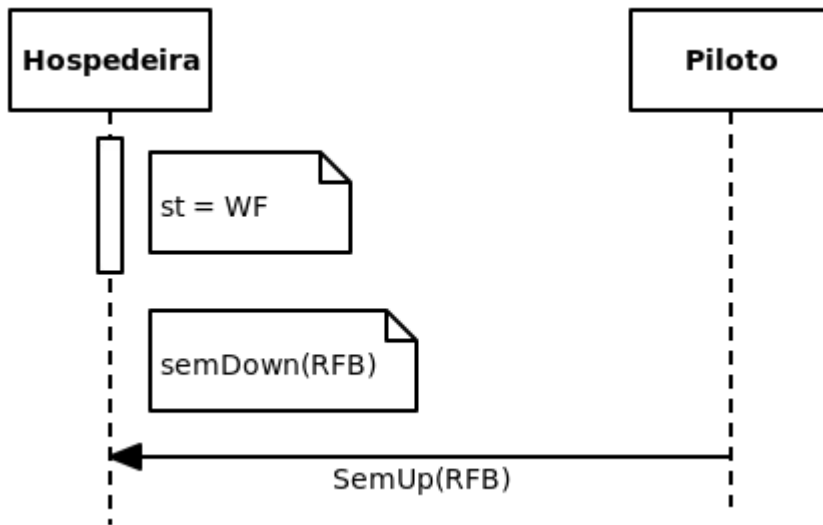 Hospedeira
Piloto
st = WF
semDown(RFB)
SemUp(RFB)